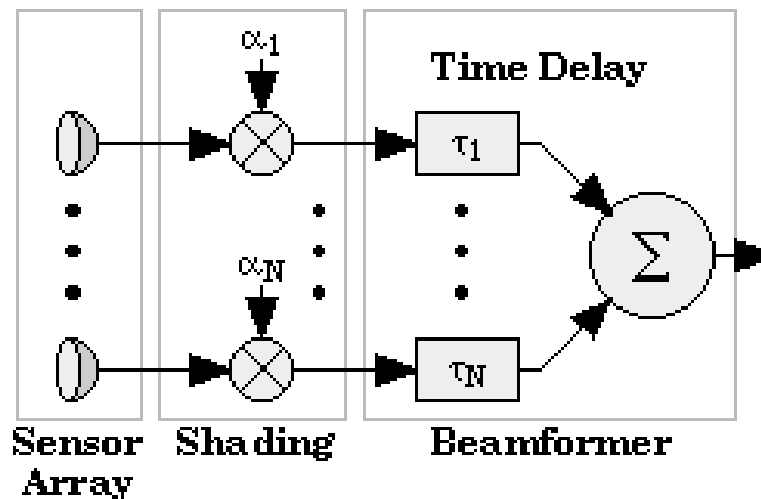 α1
Time Delay
τ1
αN
Σ
τN
Sensor Array
Shading
Beamformer